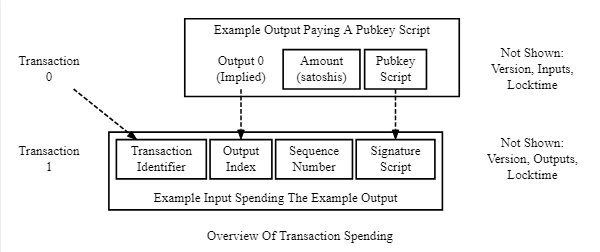 Example Output Paying A Pubkey Script
Transaction
0
Output 0
(Implied)
Amount
(satoshis)
Pubkey
Script
Not Shown:
Version, Inputs,
Locktime
Transaction
1
Transaction
Identifier
Output
Index
Sequence
Number
Signature
Script
Not Shown:
Version, Outputs,
Locktime
Example Input Spending The Example Output
Overview Of Transaction Spending